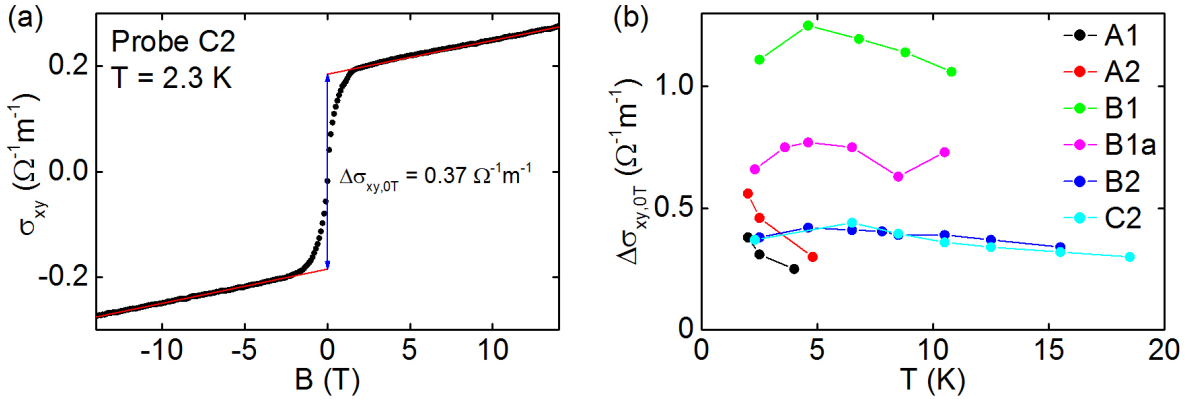 (a)
Probe C2
T = 2.3 K
Δσxy,0T = 0.37 Ω-1m-1
σxy (Ω-1m-1)
0.2
0.0
-0.2
-10
-5
0
5
10
B (T)
(b)
Δσxy,0T (Ω-1m-1)
1.0
0.5
0
0
5
10
15
20
T (K)
A1
A2
B1
B1a
B2
C2